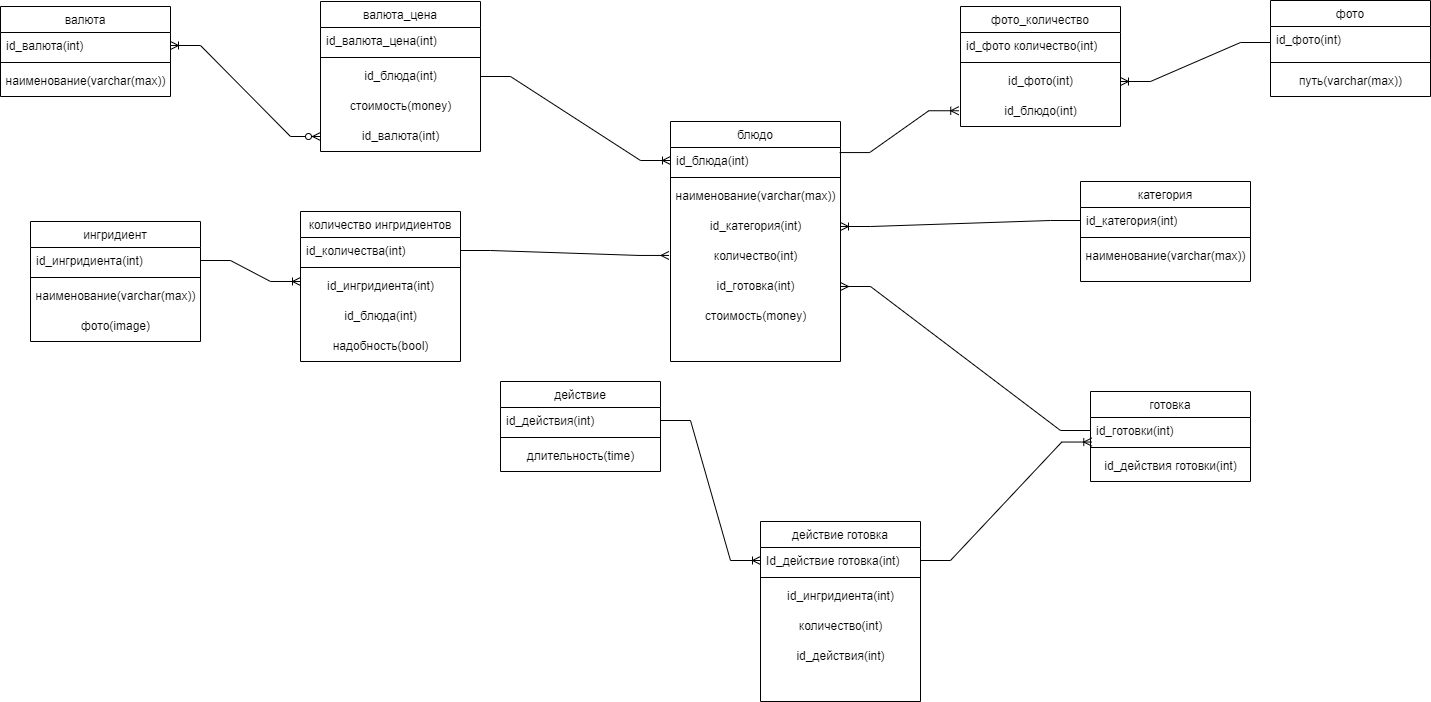 валюта
id_валюта(int)
наименование(varchar(max))
валюта_цена
id_валюта_цена(int)
id_блюда(int)
стоимость(money)
id_валюта(int)
фото_количество
id_фото количество(int)
id_фото(int)
id_блюдо(int)
фото
id_фото(int)
путь(varchar(max))
блюдо
id_блюда(int)
наименование(varchar(max))
id_категория(int)
количество(int)
id_готовка(int)
стоимость(money)
категория
id_категория(int)
наименование(varchar(max))
ингридиент
id_ингридиента(int)
наименование(varchar(max))
фото(image)
количество ингридиентов
id_количества(int)
id_ингридиента(int)
id_блюда(int)
надобность(bool)
действие
id_действия(int)
длительность(time)
готовка
id_готовки(int)
id_действия готовки(int)
действие готовка
Id_действие готовка(int)
id_ингридиента(int)
количество(int)
id_действия(int)